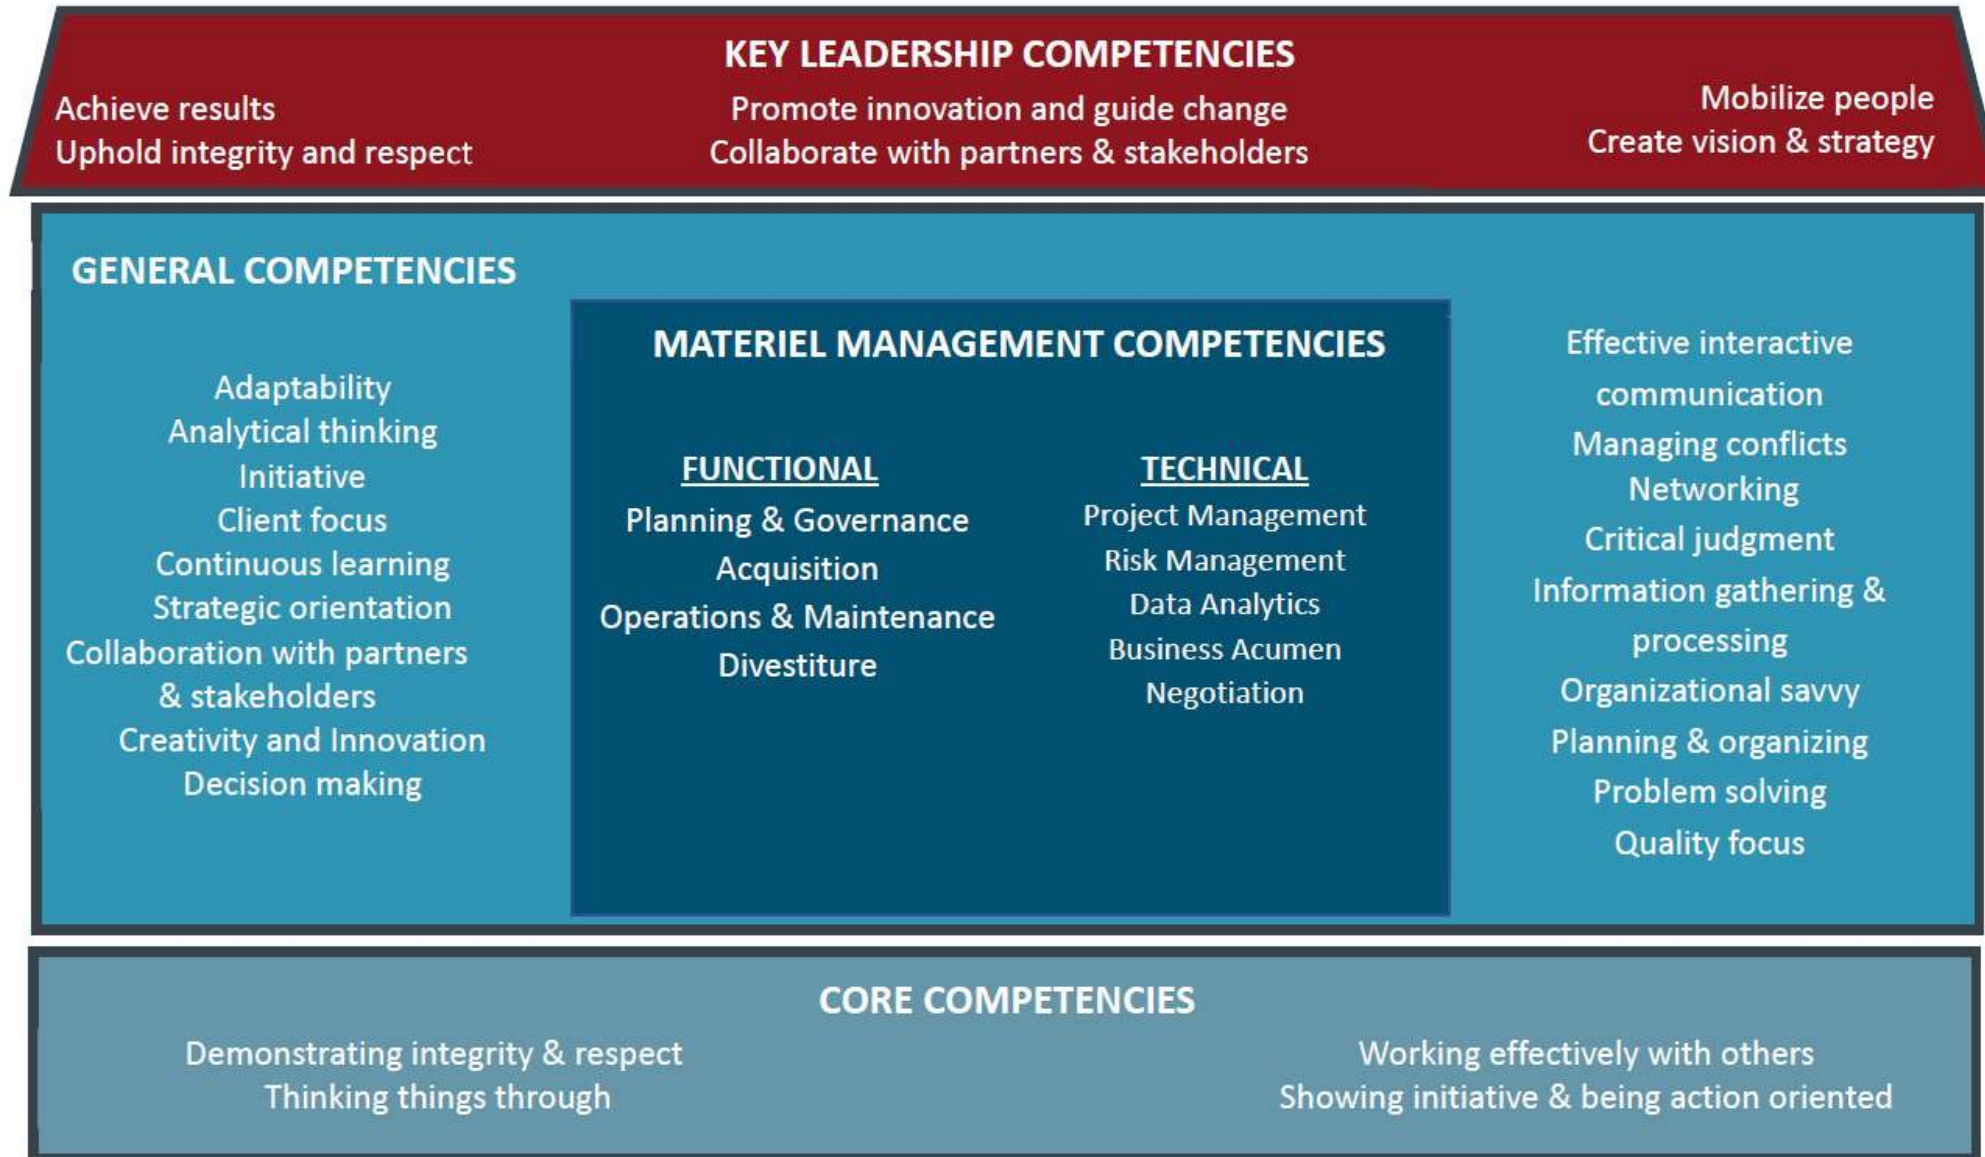 KEY LEADERSHIP COMPETENCIES
Achieve results
Uphold integrity and respect
Promote innovation and guide change
Collaborate with partners & stakeholders
Mobilize people
Create vision & strategy
GENERAL COMPETENCIES
Adaptability
Analytical thinking
Initiative
Client focus
Continuous learning
Strategic orientation
Collaboration with partners
& stakeholders
Creativity and Innovation
Decision making
MATERIEL MANAGEMENT COMPETENCIES
FUNCTIONAL
Planning & Governance
Acquisition
Operations & Maintenance
Divestiture
TECHNICAL
Project Management
Risk Management
Data Analytics
Business Acumen
Negotiation
Effective interactive
communication
Managing conflicts
Networking
Critical judgment
Information gathering &
processing
Organizational savvy
Planning & organizing
Problem solving
Quality focus
CORE COMPETENCIES
Demonstrating integrity & respect
Thinking things through
Working effectively with others
Showing initiative & being action oriented